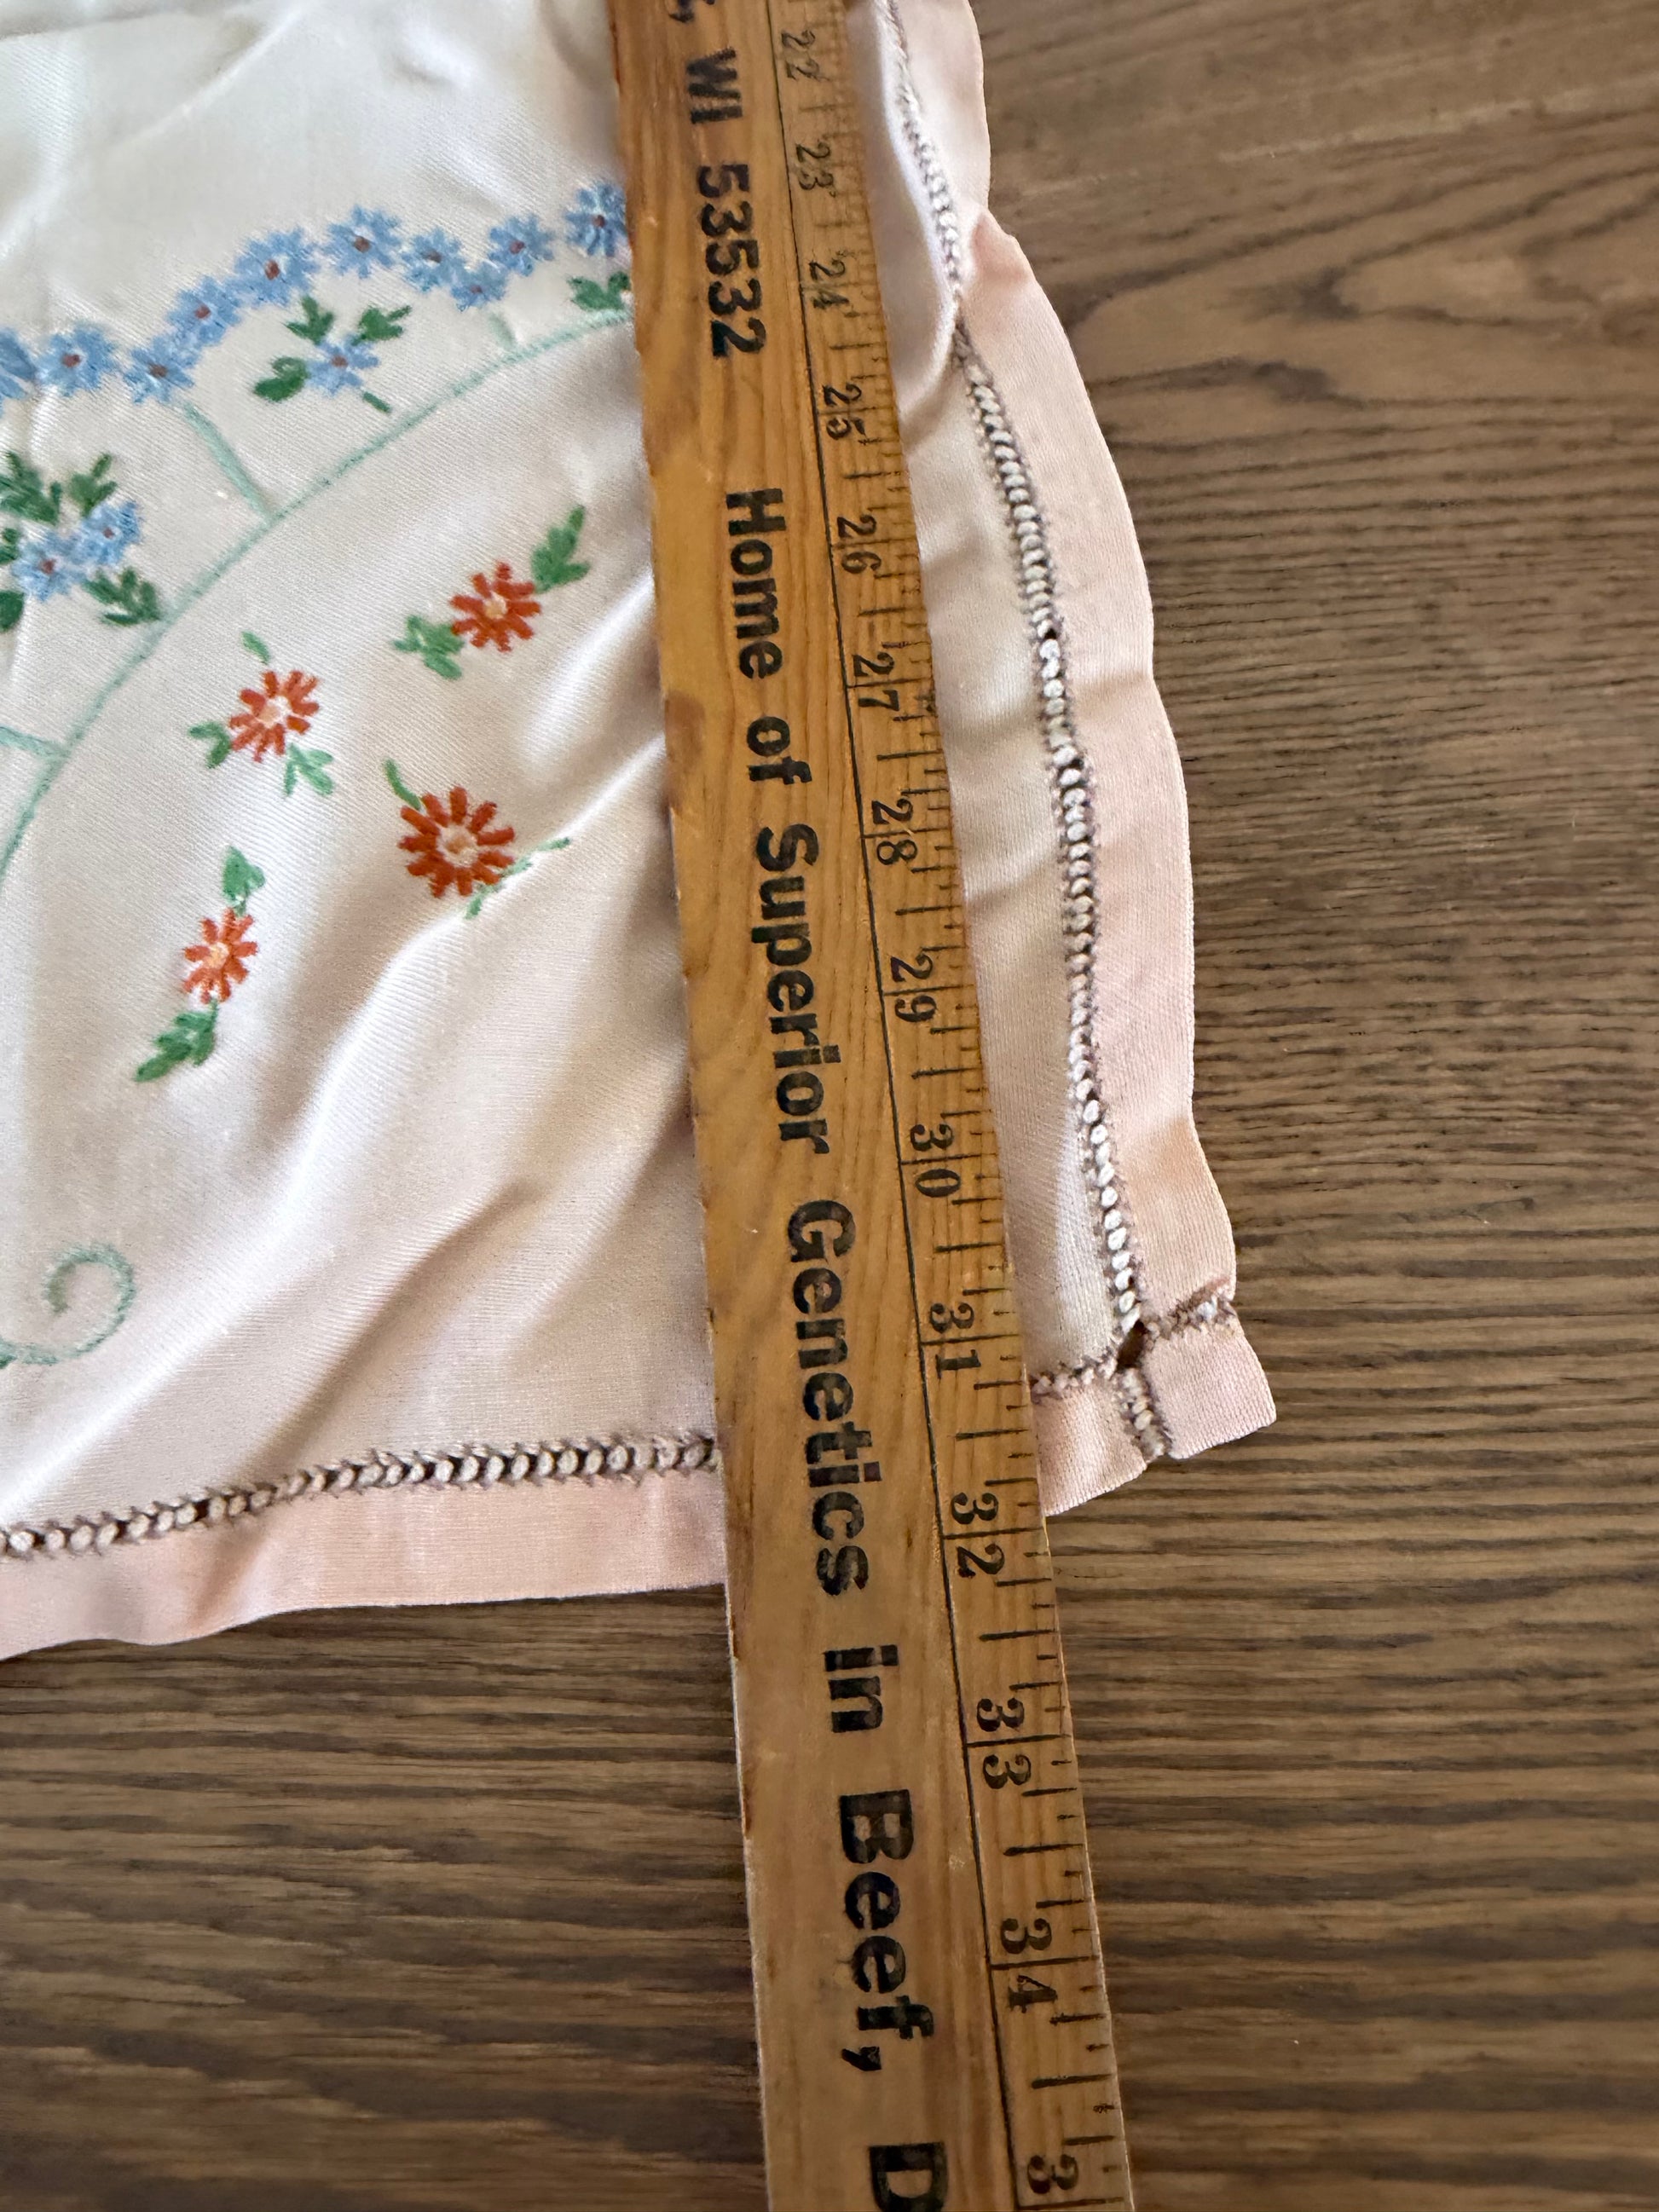 , WI 53532 Home of Superior Genetics in Beef, D
22 23 24 25 26 27 28 29 30 31 32 33 34 3